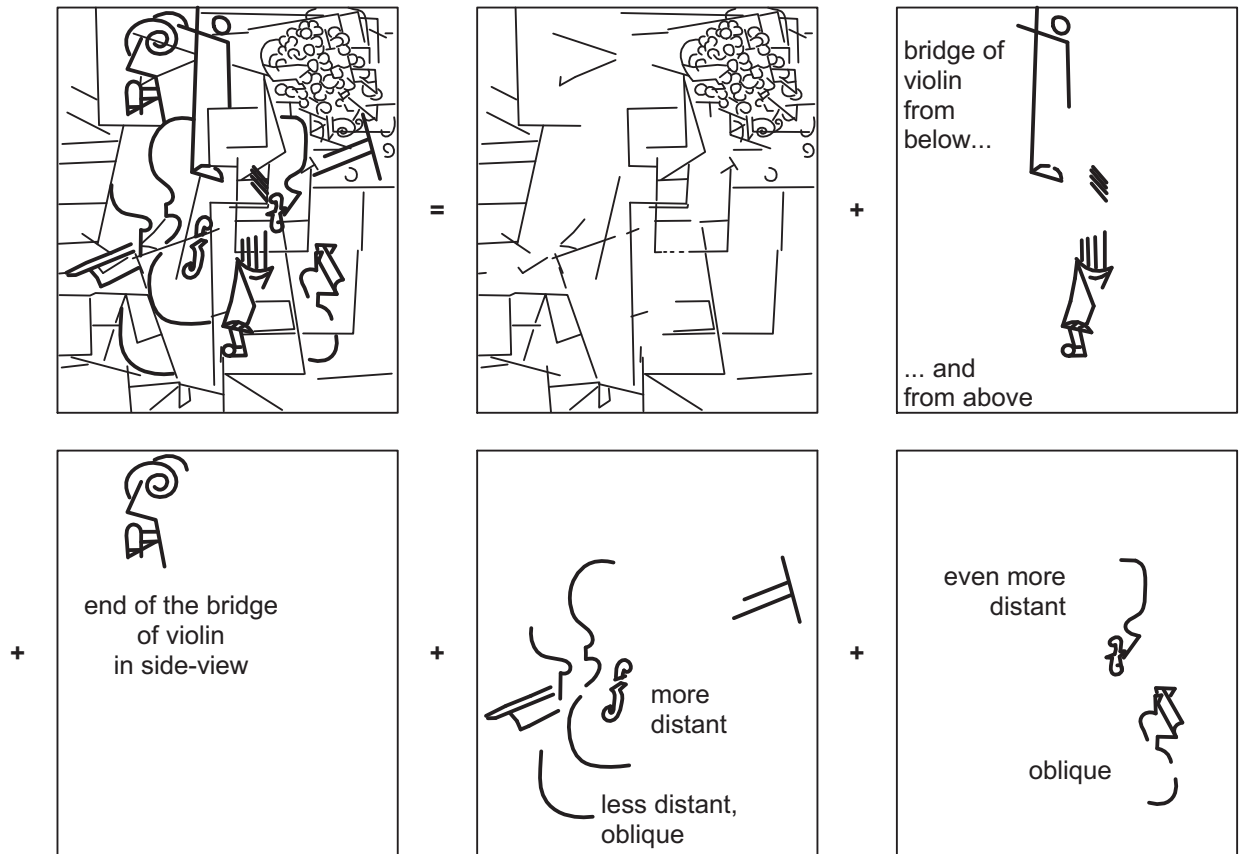 =
+
bridge of
violin
from
below...
... and
from above
+
end of the bridge
of violin
in side-view
+
more
distant
less distant,
oblique
+
even more
distant
oblique